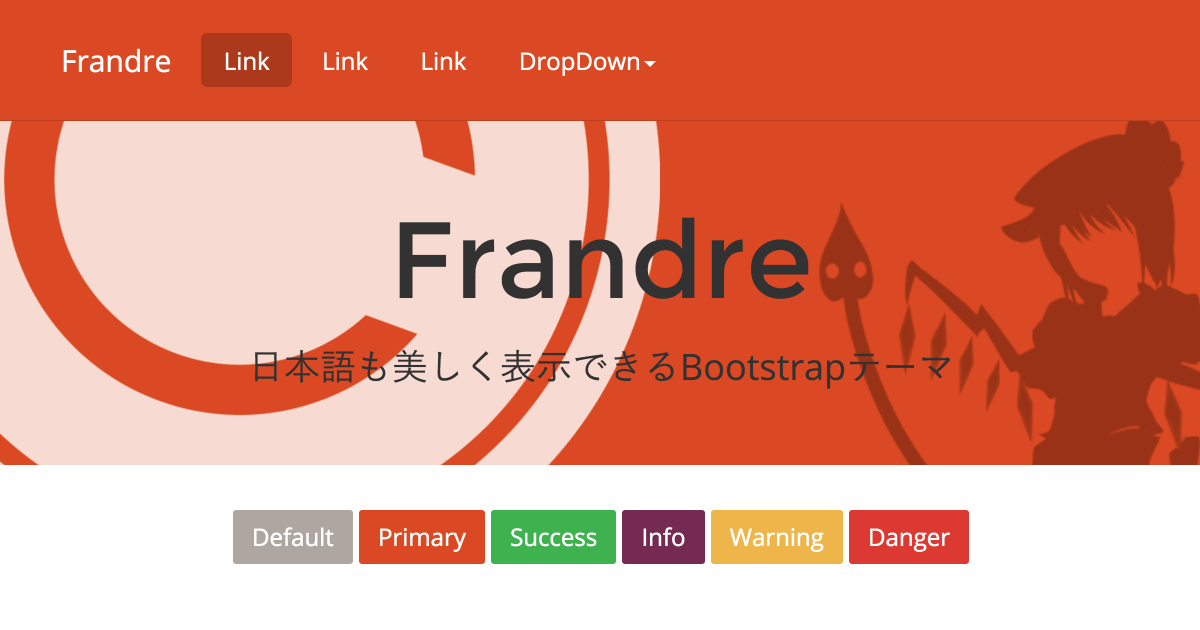 Frandre Link Link Link DropDown
Frandre
日本語も美しく表示できるBootstrapテーマ
Default Primary Success Info Warning Danger